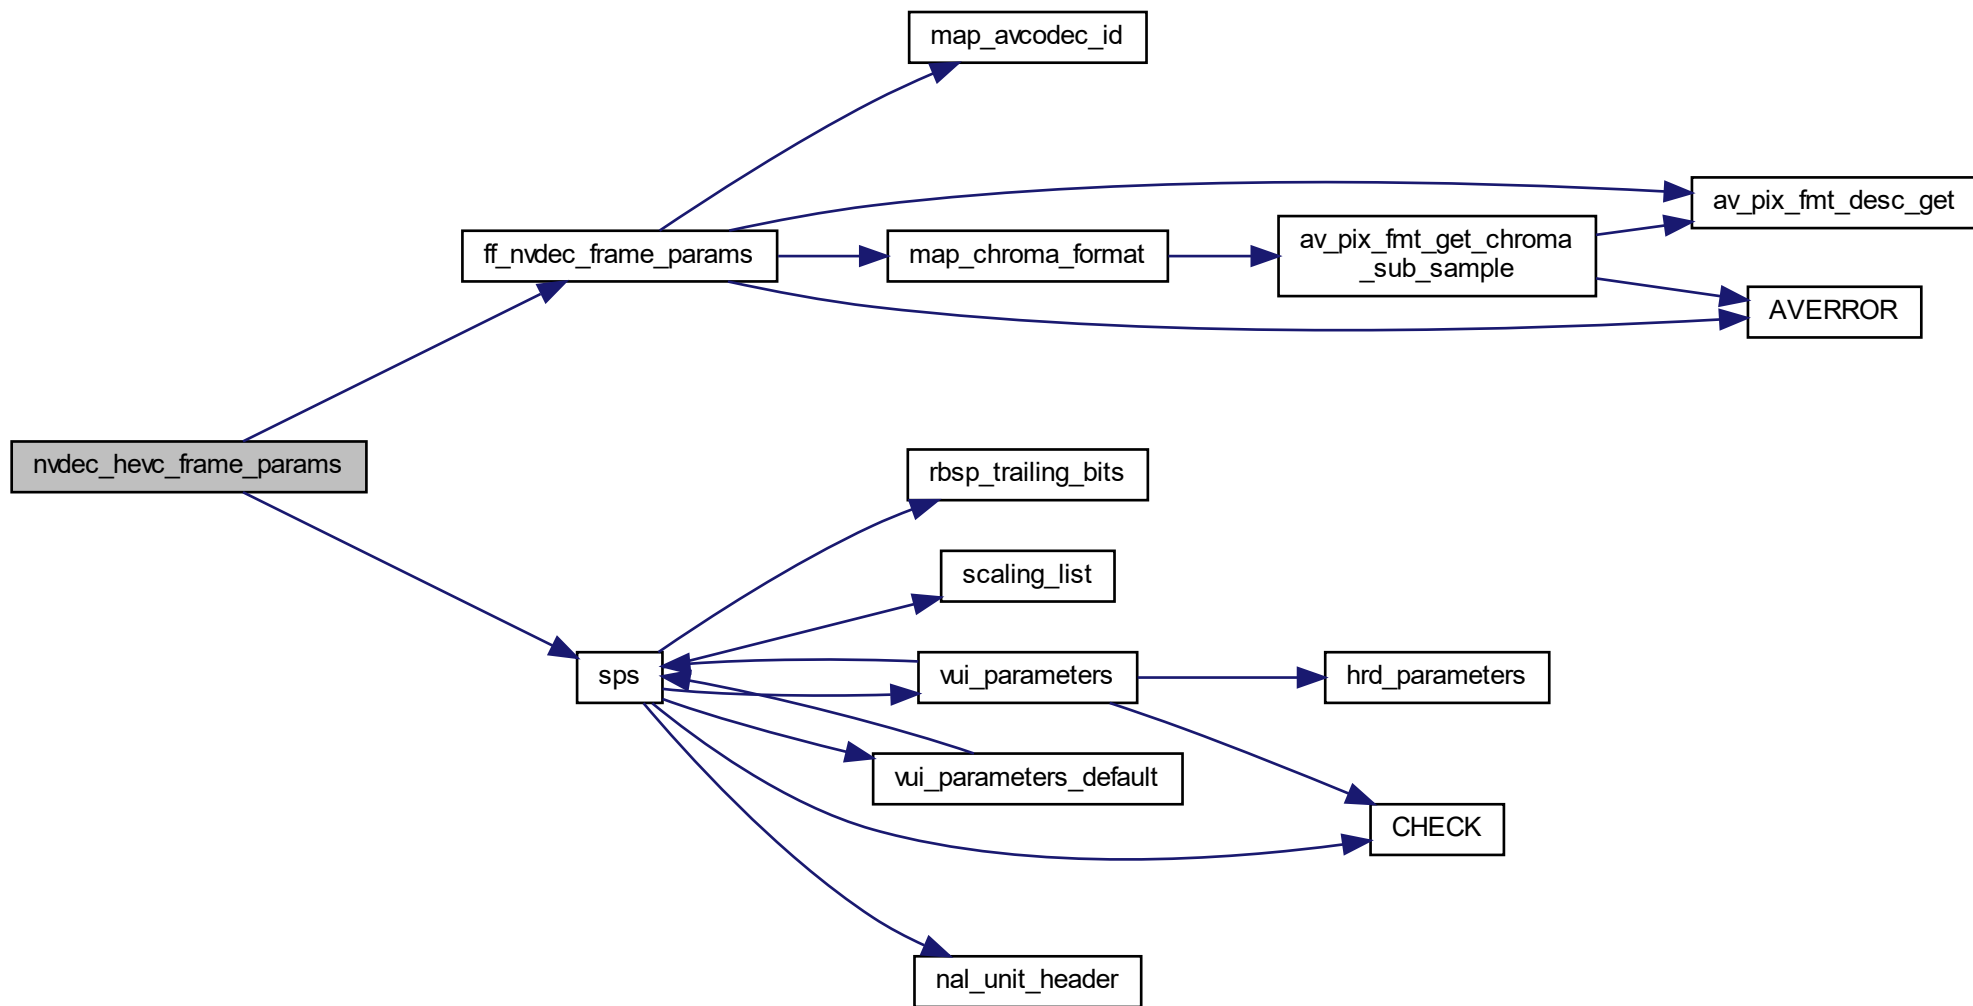 map_avcodec_id
av_pix_fmt_desc_get
ff_nvdec_frame_params
map_chroma_format
av_pix_fmt_get_chroma
_sub_sample
AVERROR
nvdec_hevc_frame_params
rbsp_trailing_bits
scaling_list
sps
vui_parameters
hrd_parameters
vui_parameters_default
CHECK
nal_unit_header